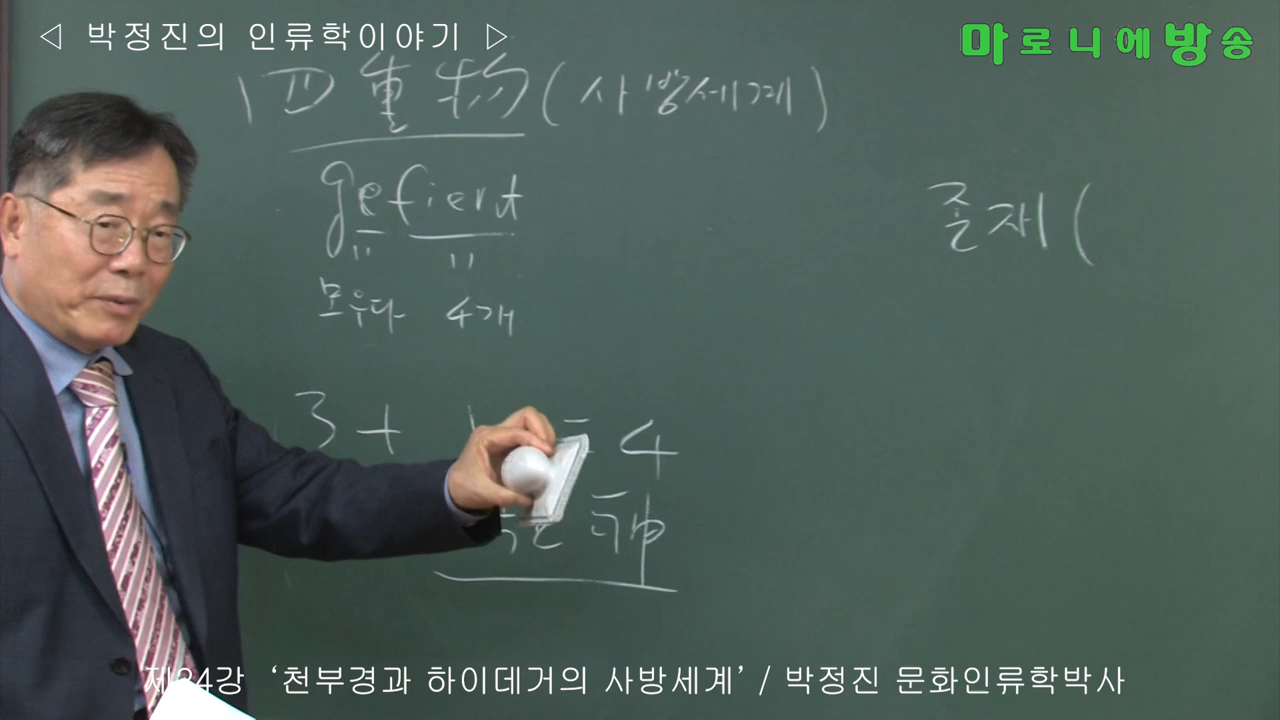 ◁ 박정진의 인류학이야기 ▷
마로니에방송
四重物(사방세계)
gefiert
모우다 4개
존재(
3+ = 4
神
제24강 ‘천부경과 하이데거의 사방세계’ / 박정진 문화인류학박사